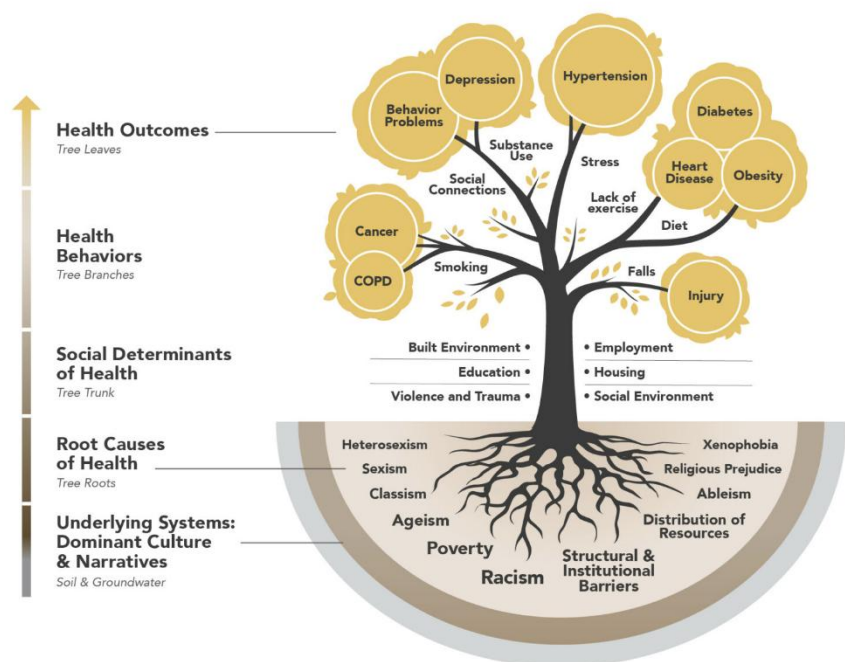 Health Outcomes
Tree Leaves
Health
Behaviors
Tree Branches
Social Determinants
of Health
Tree Trunk
Root Causes
of Health
Tree Roots
Underlying Systems:
Dominant Culture
& Narratives
Soil & Groundwater
Behavior
Problems
Depression
Hypertension
Diabetes
Heart
Disease
Obesity
Cancer
COPD
Injury
Substance
Use
Social
Connections
Stress
Lack of
exercise
Diet
Smoking
Falls
Built Environment •
Education •
Violence and Trauma •
• Employment
• Housing
• Social Environment
Heterosexism
Sexism
Classism
Ageism
Poverty
Racism
Structural &
Institutional
Barriers
Xenophobia
Religious Prejudice
Ableism
Distribution of
Resources